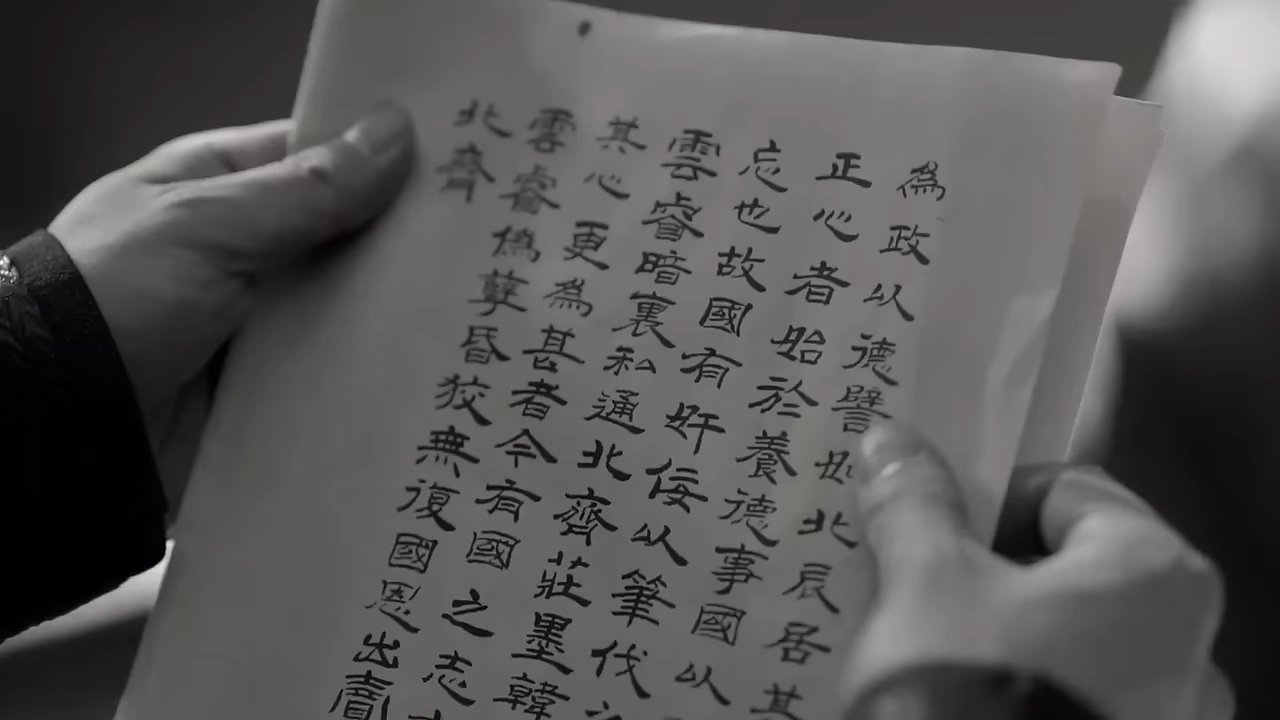 為政以德譬如北辰居其
正心者始於養德事國以
忘也故國有奸佞以筆伐之
雲睿暗裏私通北齊莊墨韓
其心更為甚者今有國之志
雲睿偽孽昏狡無復國恩出賣
北齊